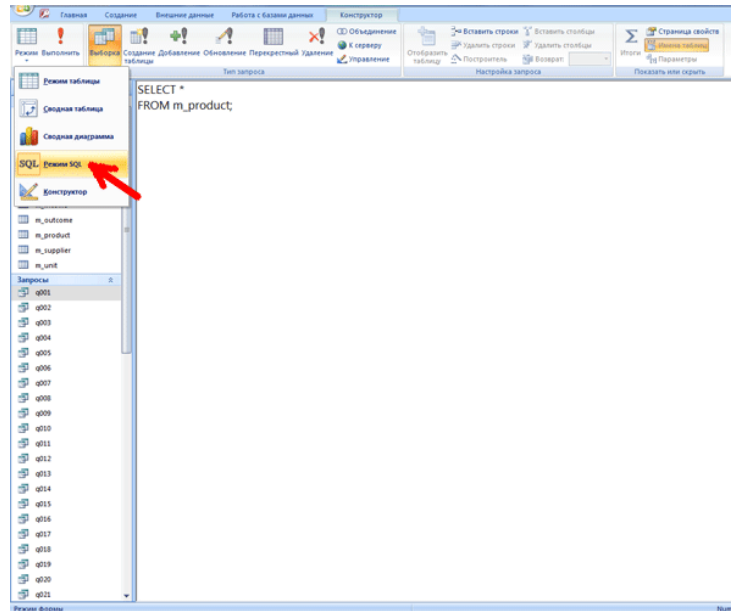 Главная Создание Внешние данные Работа с базами данных Конструктор
Режим Выполнить Выборка Создание таблицы Добавление Обновление Перекрестный Удаление
Объединение
К серверу
Управление
Тип запроса
Отобразить таблицу
Вставить строки
Удалить строки
Построитель
Вставить столбцы
Удалить столбцы
Возврат:
Настройка запроса
Итоги
Страница свойств
Имена таблиц
Параметры
Показать или скрыть
Режим таблицы
Сводная таблица
Сводная диаграмма
SQL Режим SQL
Конструктор
SELECT *
FROM m_product;
m_outcome
m_product
m_supplier
m_unit
Запросы
q001
q002
q003
q004
q005
q006
q007
q008
q009
q010
q011
q012
q013
q014
q015
q016
q017
q018
q019
q020
q021
Режим формы
Num